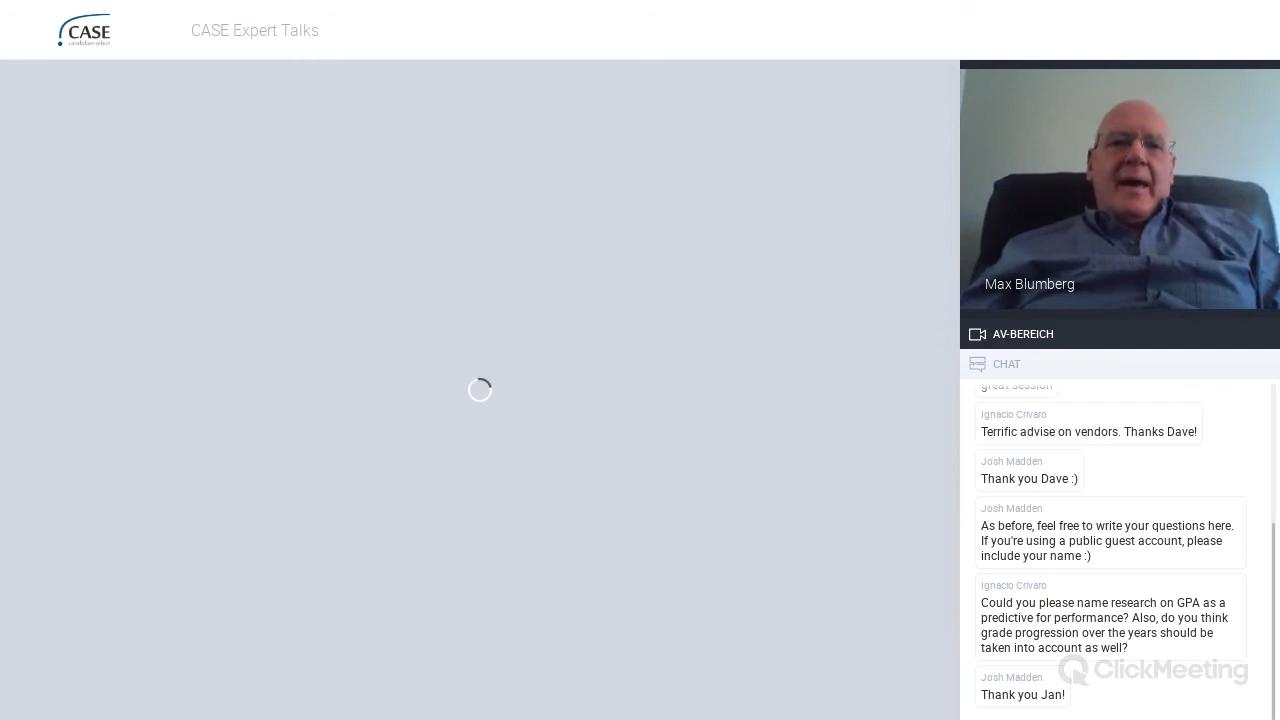 CASE
candidate select
CASE Expert Talks
Max Blumberg
AV-BEREICH
CHAT
great session
Ignacio Crivaro
Terrific advise on vendors. Thanks Dave!
Josh Madden
Thank you Dave :)
Josh Madden
As before, feel free to write your questions here.
If you're using a public guest account, please
include your name :)
Ignacio Crivaro
Could you please name research on GPA as a
predictive for performance? Also, do you think
grade progression over the years should be
taken into account as well?
ClickMeeting
Josh Madden
Thank you Jan!